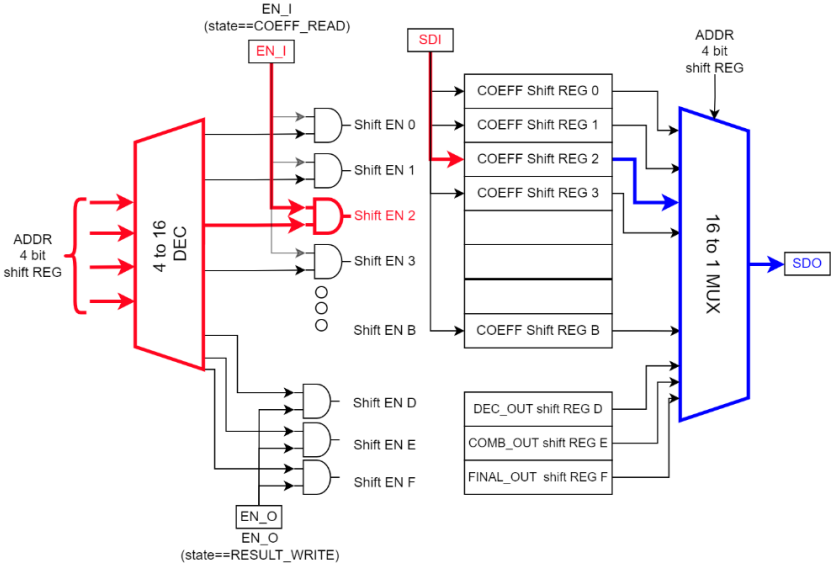 EN_I
(state==COEFF_READ)
EN_I
SDI
ADDR
4 bit
shift REG
ADDR
4 bit
shift REG
4 to 16
DEC
Shift EN 0
Shift EN 1
Shift EN 2
Shift EN 3
Shift EN B
Shift EN D
Shift EN E
Shift EN F
EN_O
EN_O
(state==RESULT_WRITE)
COEFF Shift REG 0
COEFF Shift REG 1
COEFF Shift REG 2
COEFF Shift REG 3
COEFF Shift REG B
DEC_OUT shift REG D
COMB_OUT shift REG E
FINAL_OUT shift REG F
16 to 1 MUX
SDO